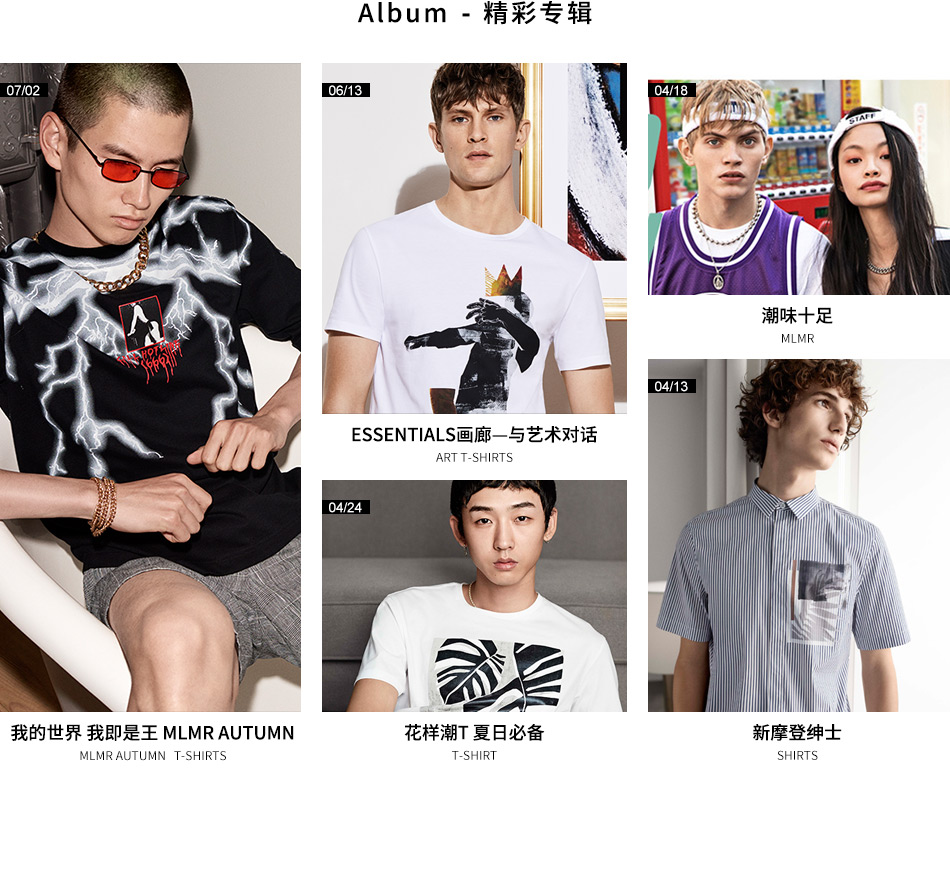 Album - 精彩专辑
07/02
我的世界 我即是王 MLMR AUTUMN
MLMR AUTUMN T-SHIRTS
06/13
ESSENTIALS画廊—与艺术对话
ART T-SHIRTS
04/24
花样潮T 夏日必备
T-SHIRT
04/18
STAFF
潮味十足
MLMR
04/13
新摩登绅士
SHIRTS